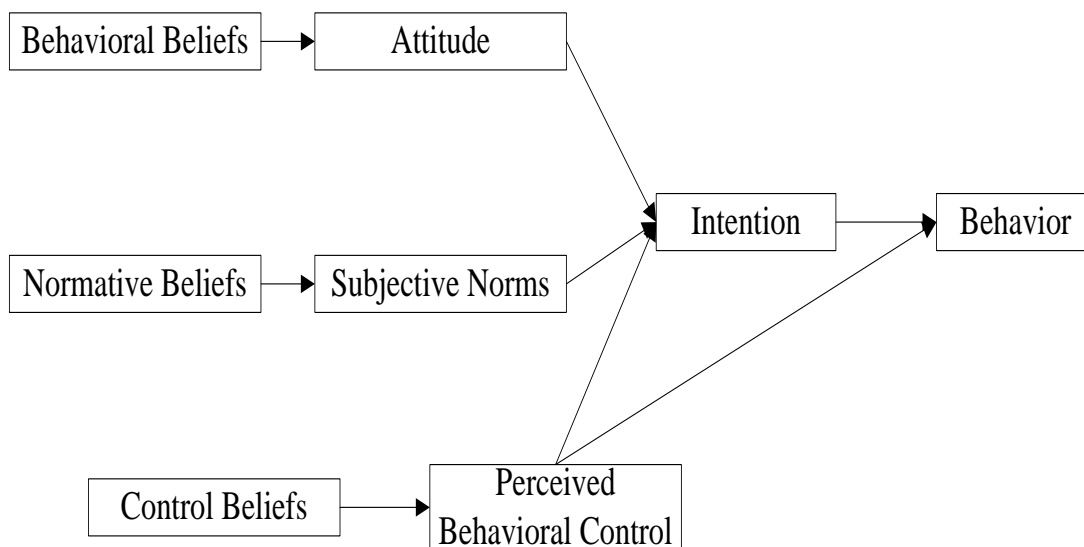 Behavioral Beliefs
Attitude
Intention
Behavior
Normative Beliefs
Subjective Norms
Control Beliefs
Perceived
Behavioral Control